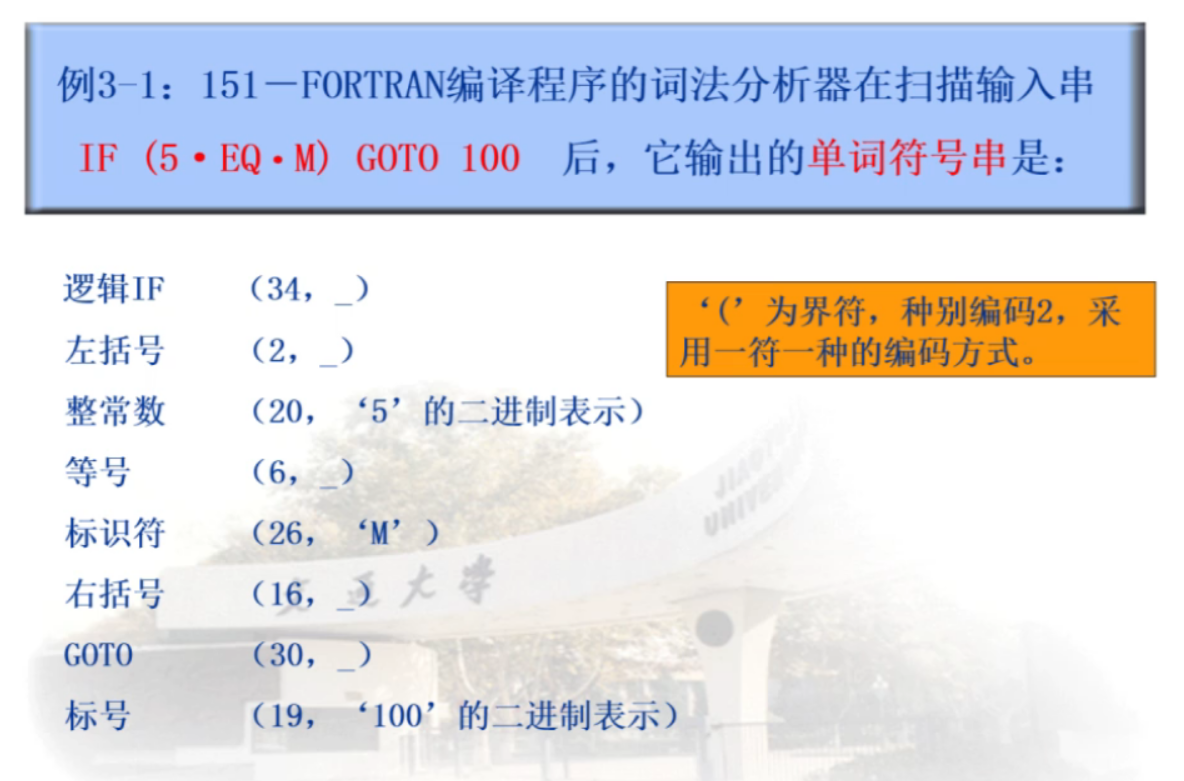 例3-1：151－FORTRAN编译程序的词法分析器在扫描输入串
IF (5·EQ·M) GOTO 100 后，它输出的单词符号串是：
逻辑IF （34，_）
左括号 （2，_）
‘(’为界符，种别编码2，采
用一符一种的编码方式。
整常数 （20，‘5’的二进制表示）
等号 （6，_）
标识符 （26，‘M’）
右括号 （16，_）
GOTO （30，_）
标号 （19，‘100’的二进制表示）
交通大学